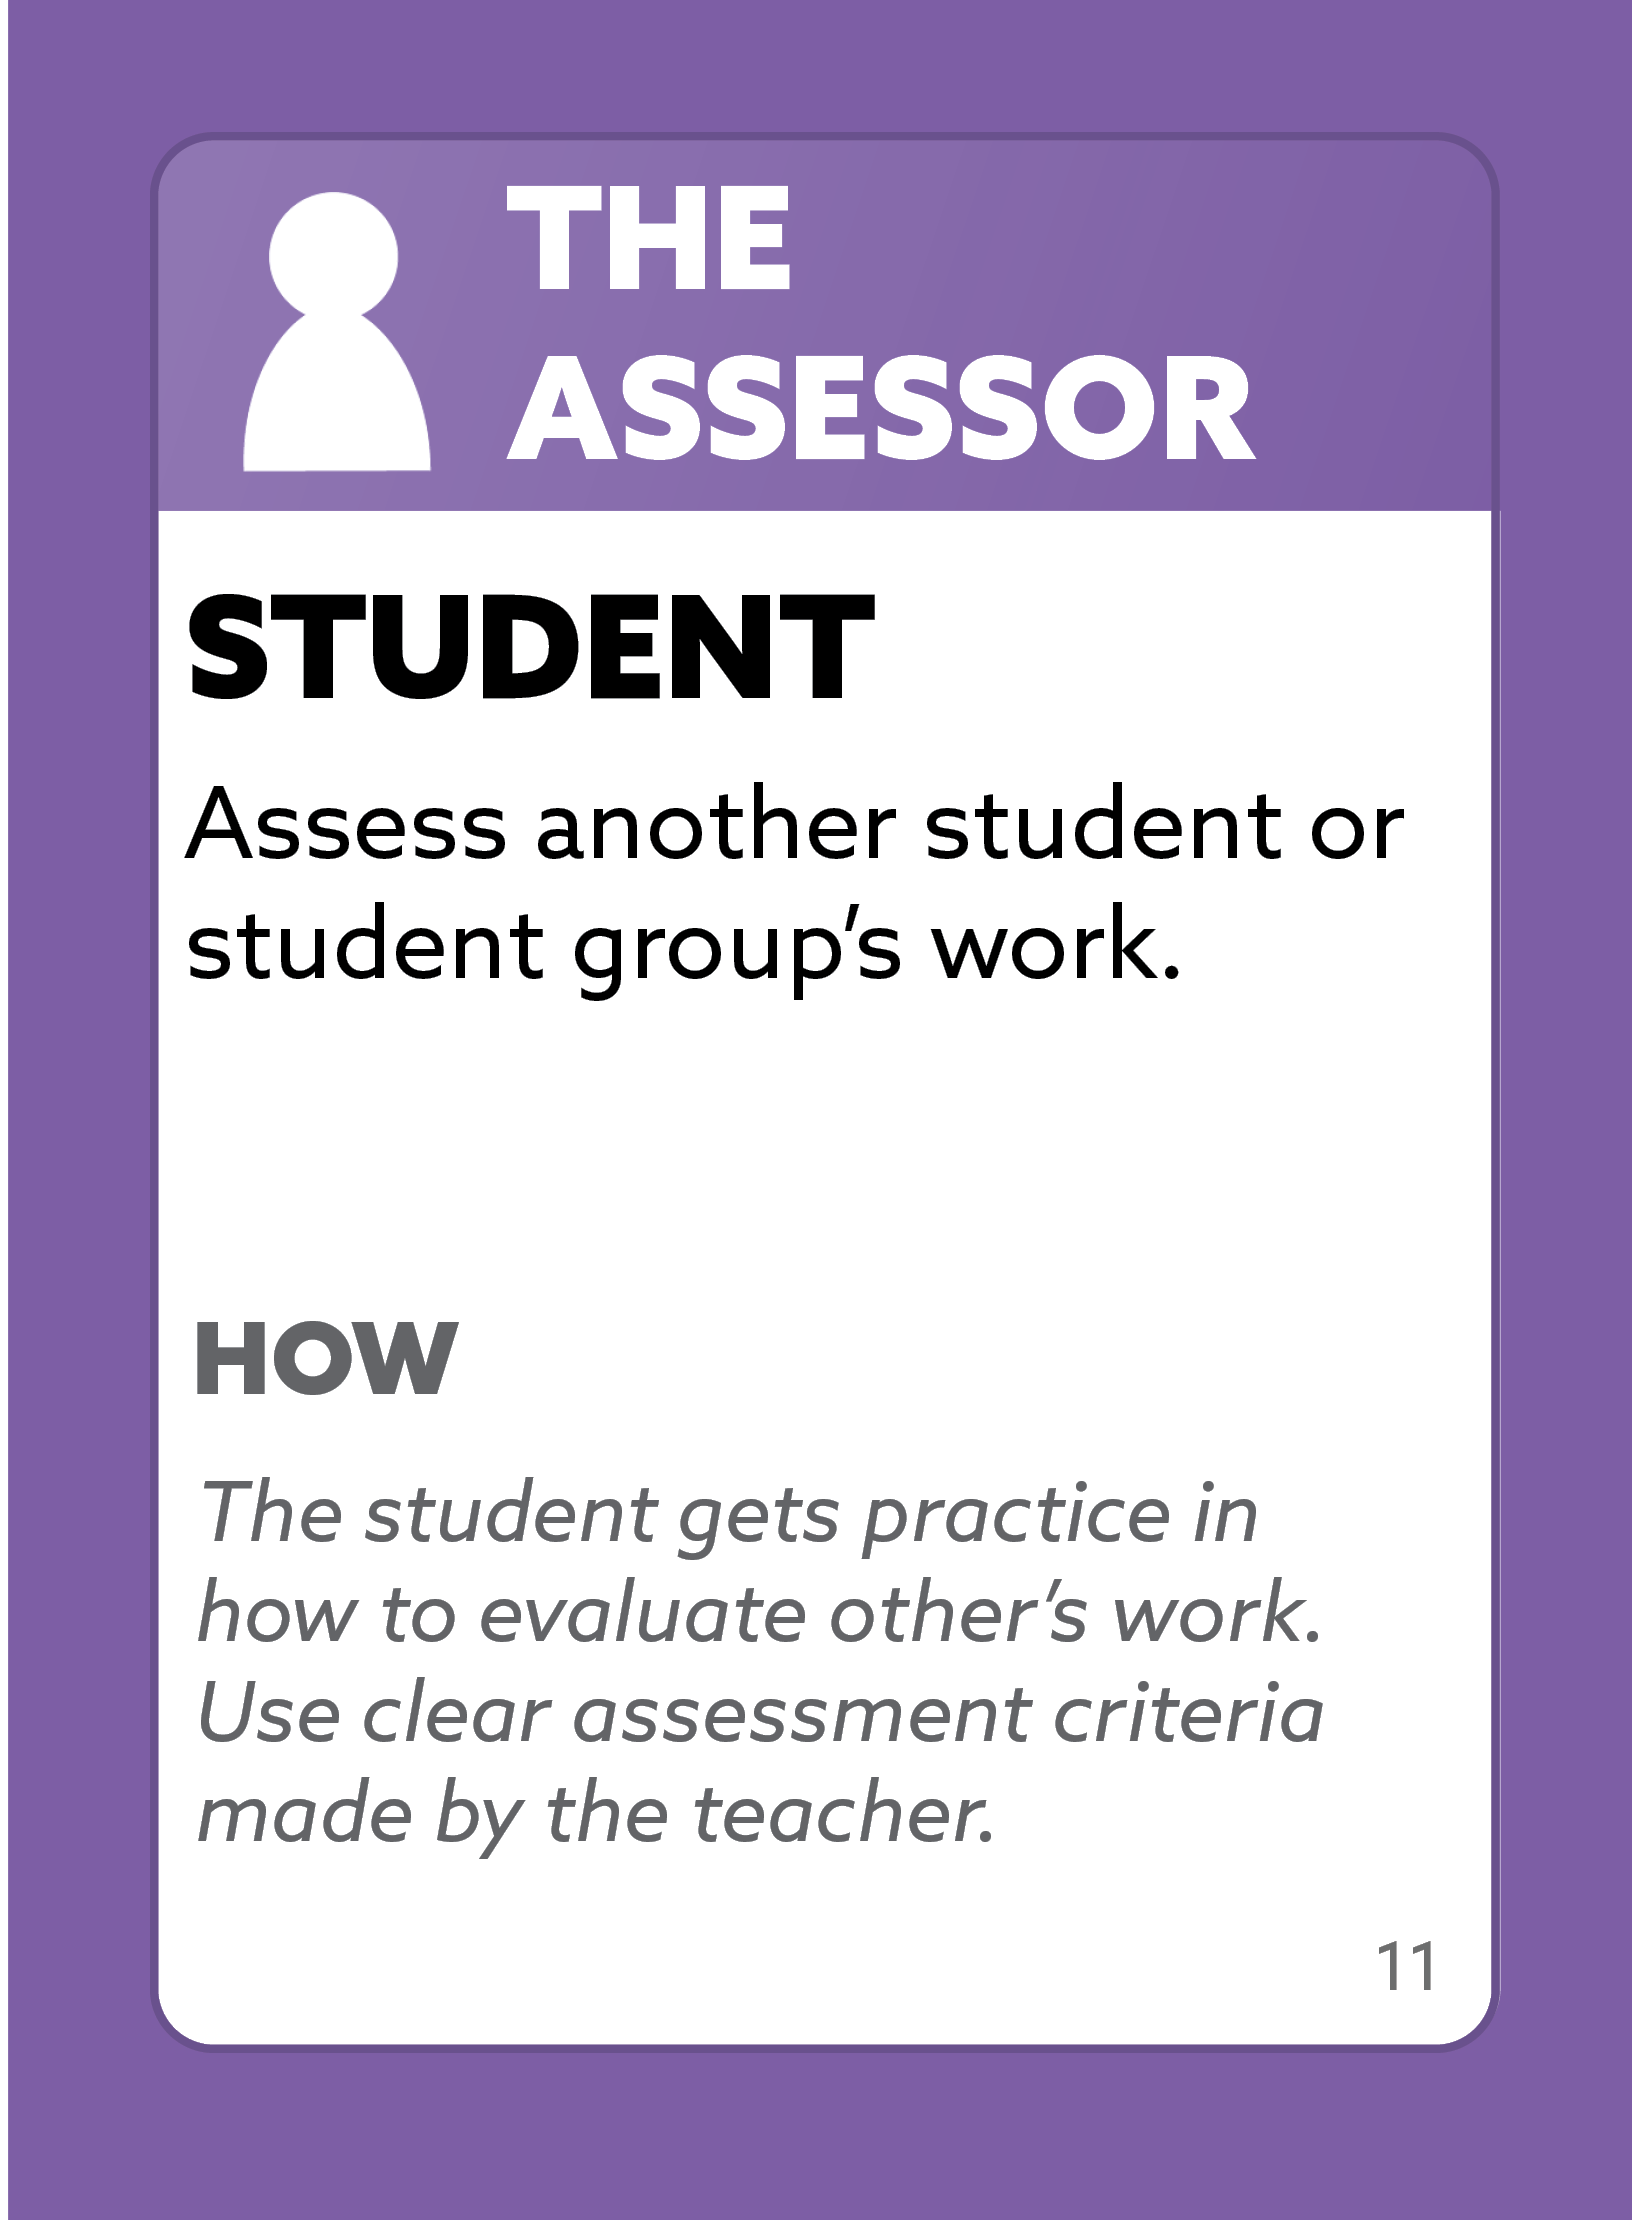 THE
ASSESSOR
STUDENT
Assess another student or
student group’s work.
HOW
The student gets practice in
how to evaluate other’s work.
Use clear assessment criteria
made by the teacher.
11